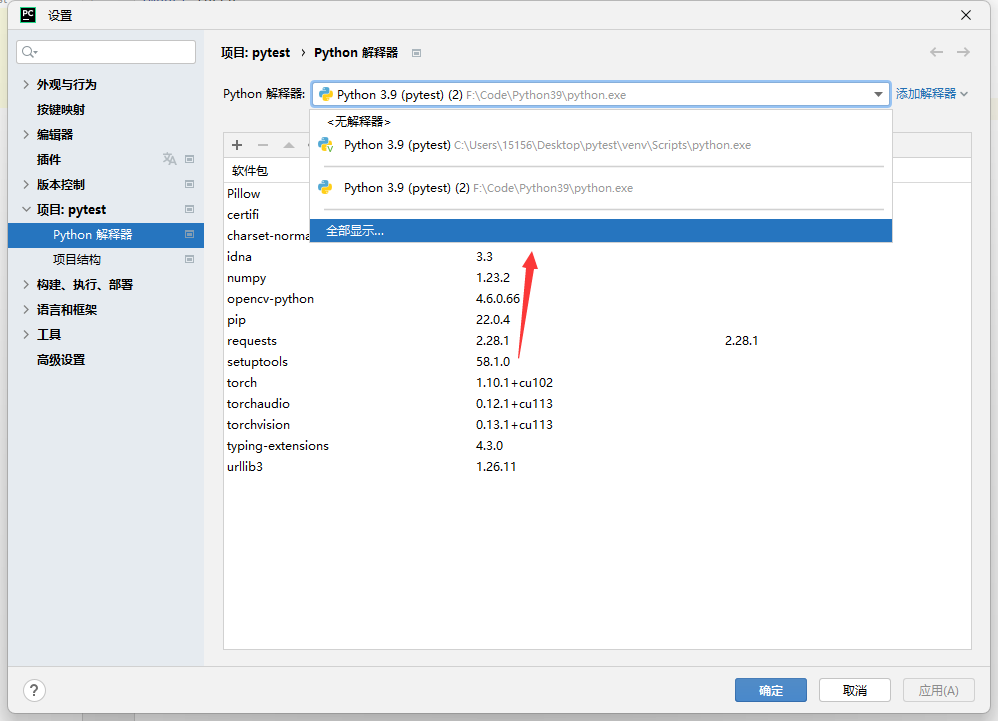 PC 设置
项目: pytest › Python 解释器
Python 解释器: Python 3.9 (pytest) (2) F:\Code\Python39\python.exe 添加解释器
外观与行为
按键映射
编辑器
插件
版本控制
项目: pytest
Python 解释器
项目结构
构建、执行、部署
语言和框架
工具
高级设置
<无解释器>
Python 3.9 (pytest) C:\Users\15156\Desktop\pytest\venv\Scripts\python.exe
Python 3.9 (pytest) (2) F:\Code\Python39\python.exe
全部显示...
软件包
Pillow
certifi
charset-norma
idna 3.3
numpy 1.23.2
opencv-python 4.6.0.66
pip 22.0.4
requests 2.28.1 2.28.1
setuptools 58.1.0
torch 1.10.1+cu102
torchaudio 0.12.1+cu113
torchvision 0.13.1+cu113
typing-extensions 4.3.0
urllib3 1.26.11
? 确定 取消 应用(A)